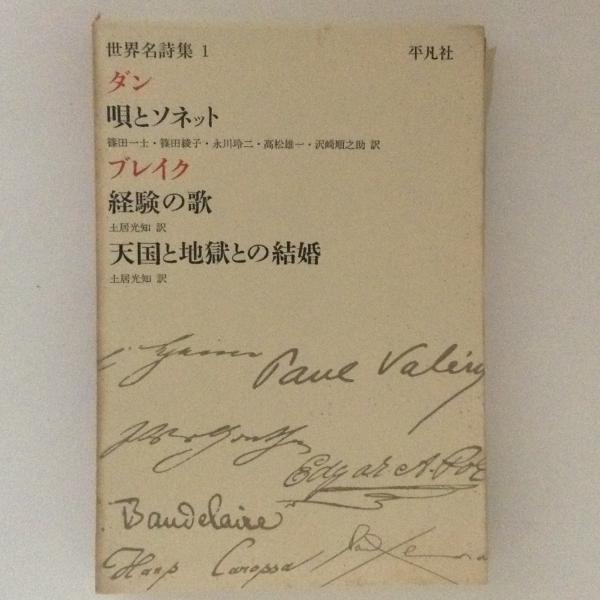 世界名詩集 1
平凡社
ダン
唄とソネット
篠田一士・篠田綾子・永川玲二・高松雄一・沢崎順之助 訳
ブレイク
経験の歌
土居光知 訳
天国と地獄との結婚
土居光知 訳
Paul Valéry
Edgar A. Poe
Baudelaire
Hans Carossa